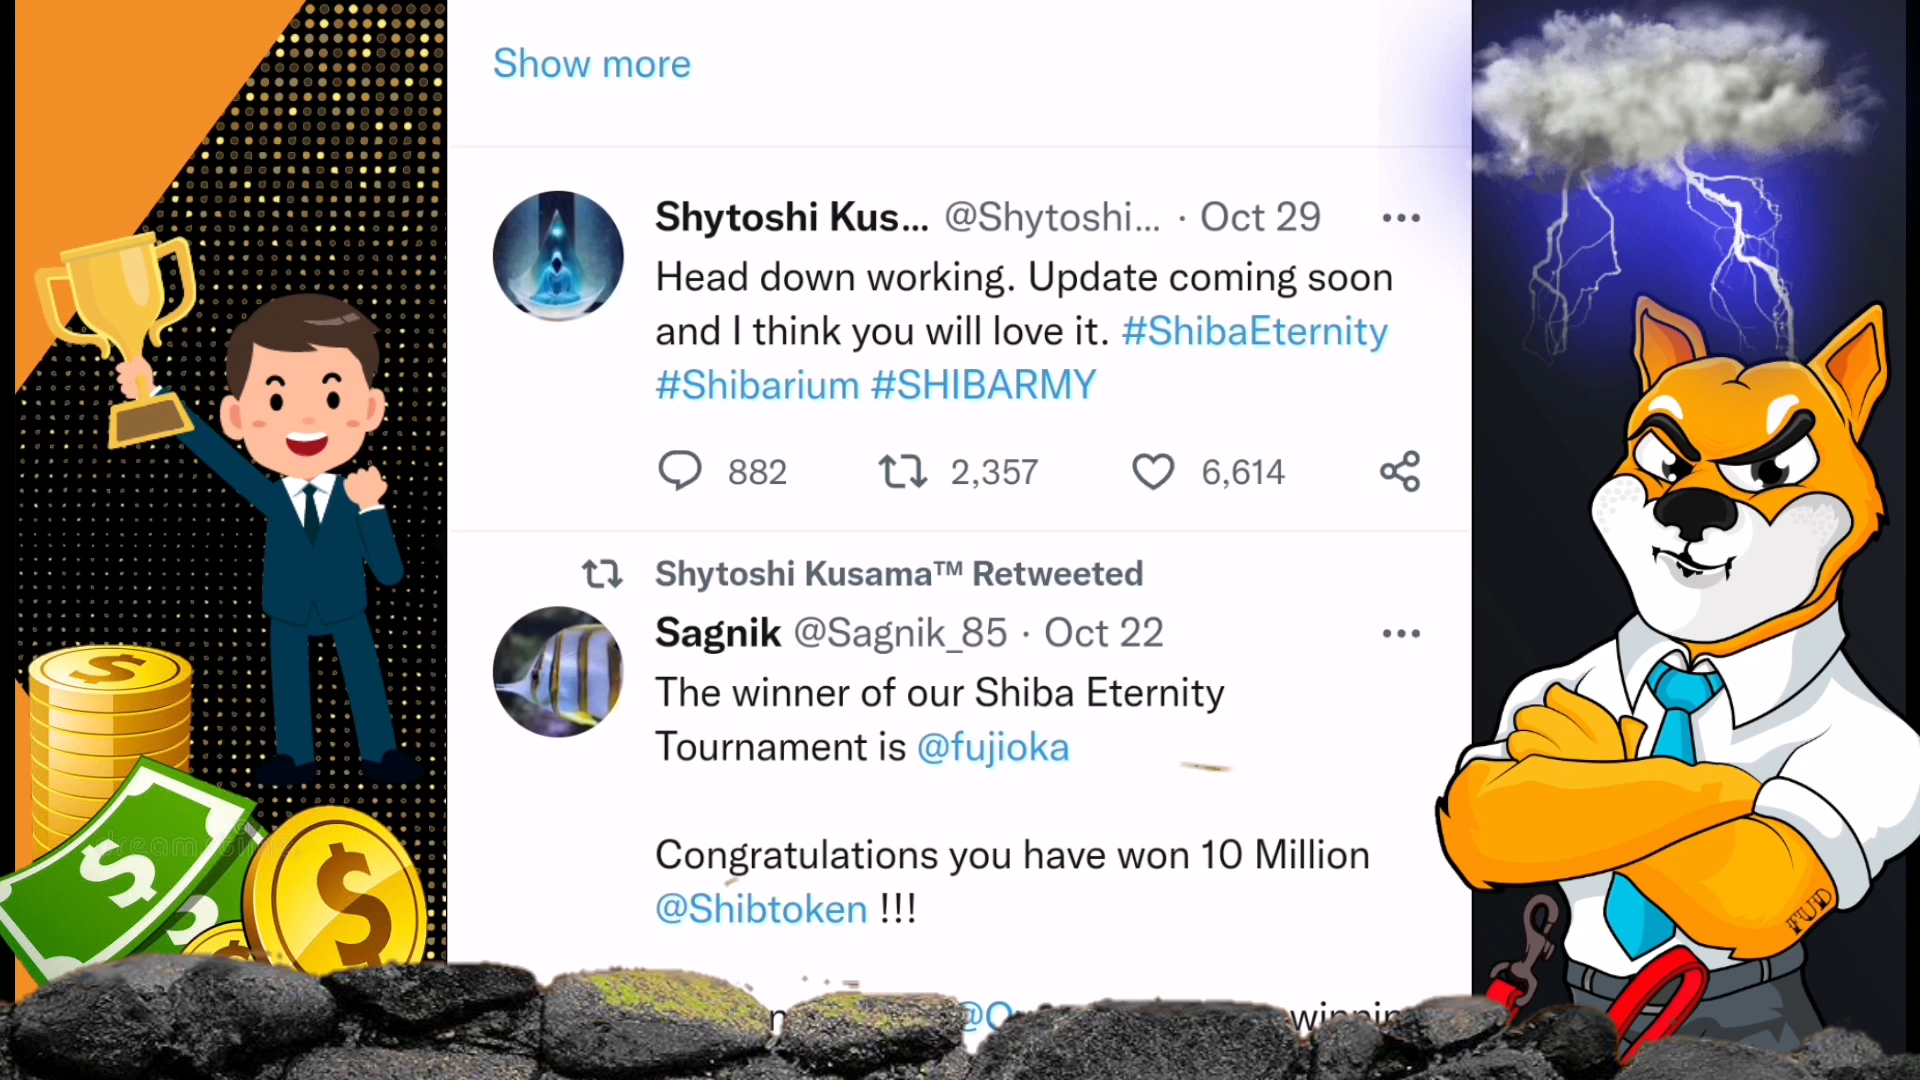 Show more
Shytoshi Kus... @Shytoshi... · Oct 29
Head down working. Update coming soon
and I think you will love it. #ShibaEternity
#Shibarium #SHIBARMY
882 2,357 6,614
Shytoshi Kusama™ Retweeted
Sagnik @Sagnik_85 · Oct 22
The winner of our Shiba Eternity
Tournament is @fujioka
Congratulations you have won 10 Million
@Shibtoken !!!
FUD